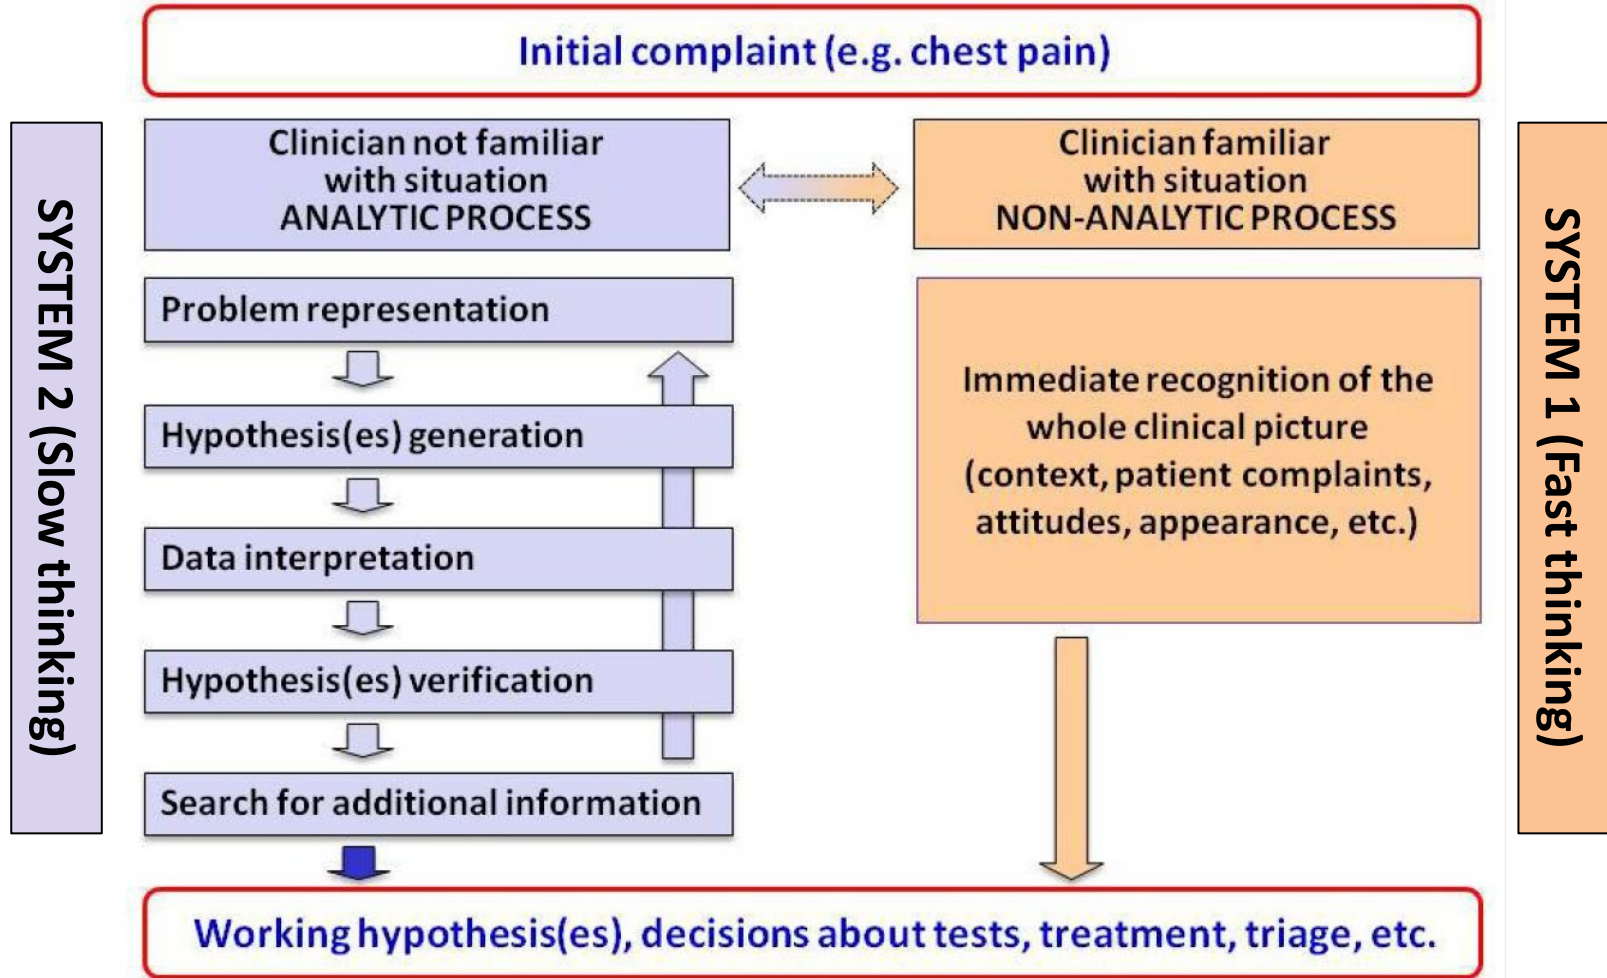 Initial complaint (e.g. chest pain)
SYSTEM 2 (Slow thinking)
Clinician not familiar
with situation
ANALYTIC PROCESS
Problem representation
Hypothesis(es) generation
Data interpretation
Hypothesis(es) verification
Search for additional information
Clinician familiar
with situation
NON-ANALYTIC PROCESS
Immediate recognition of the
whole clinical picture
(context, patient complaints,
attitudes, appearance, etc.)
SYSTEM 1 (Fast thinking)
Working hypothesis(es), decisions about tests, treatment, triage, etc.